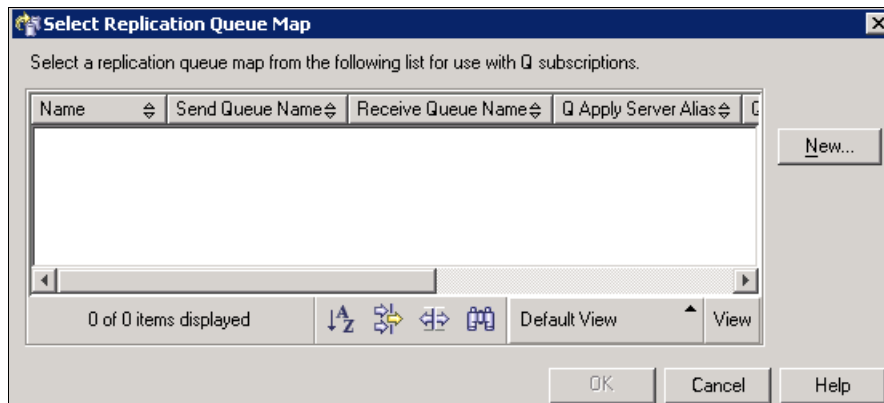 Select Replication Queue Map
Select a replication queue map from the following list for use with Q subscriptions.
Name Send Queue Name Receive Queue Name Q Apply Server Alias
New...
0 of 0 items displayed A Z Default View View
OK Cancel Help